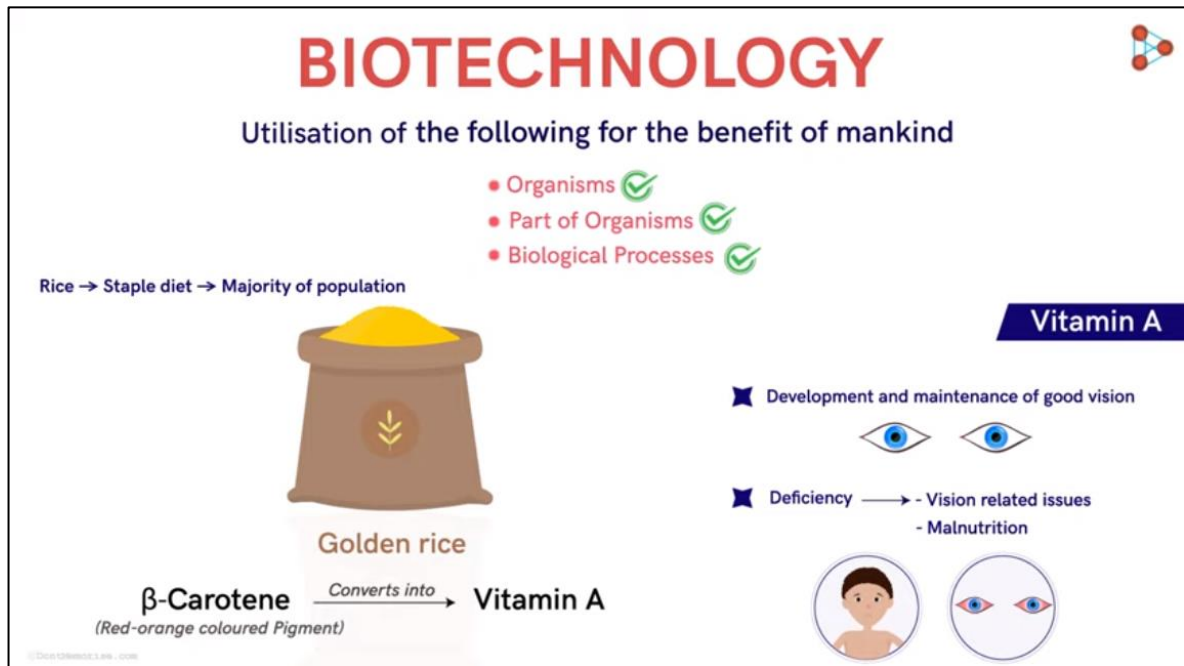 BIOTECHNOLOGY
Utilisation of the following for the benefit of mankind
• Organisms
• Part of Organisms
• Biological Processes
Rice → Staple diet → Majority of population
Golden rice
β-Carotene Converts into → Vitamin A
(Red-orange coloured Pigment)
Vitamin A
Development and maintenance of good vision
Deficiency → - Vision related issues
- Malnutrition